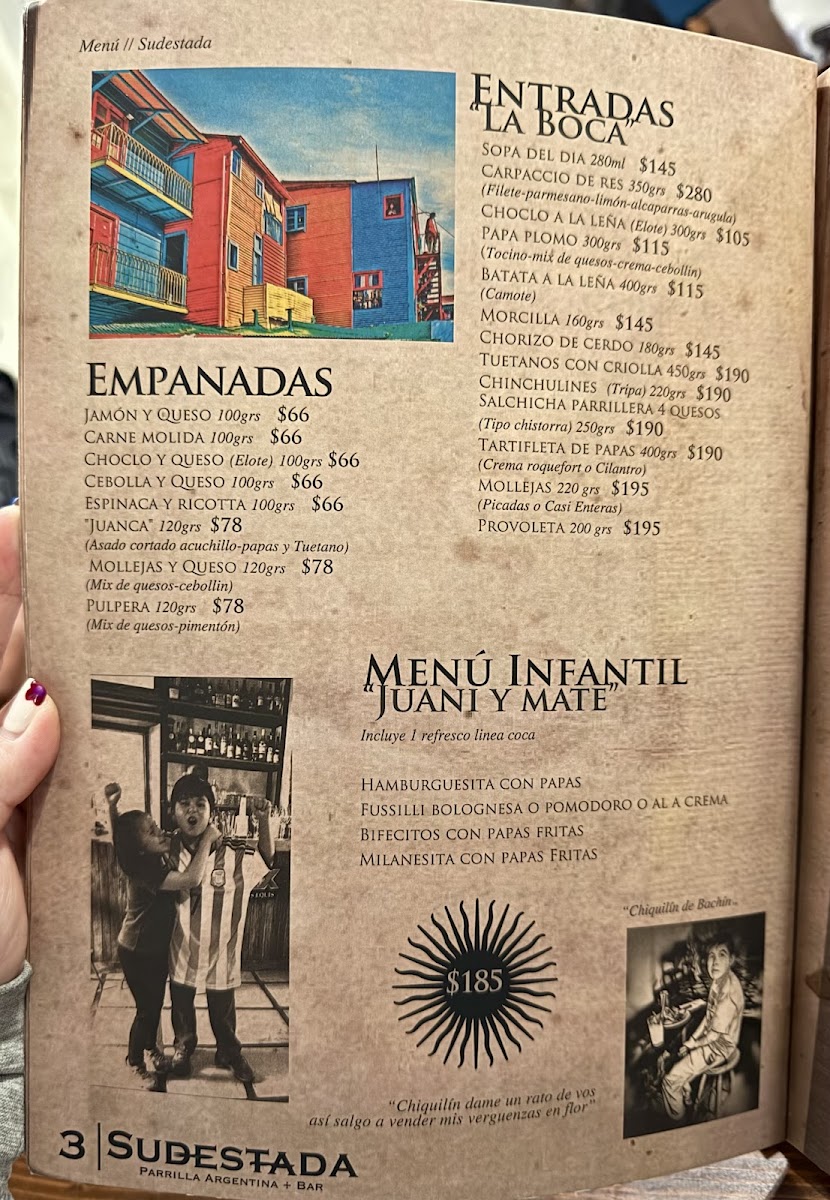 Menú // Sudestada
ENTRADAS
"LA BOCA"
SOPA DEL DIA 280ml $145
CARPACCIO DE RES 350grs $280
(Filete-parmesano-limón-alcaparras-arugula)
CHOCLO A LA LEÑA (Elote) 300grs $105
PAPA PLOMO 300grs $115
(Tocino-mix de quesos-crema-cebollin)
BATATA A LA LEÑA 400grs $115
(Camote)
MORCILLA 160grs $145
CHORIZO DE CERDO 180grs $145
TUETANOS CON CRIOLLA 450grs $190
CHINCHULINES (Tripa) 220grs $190
SALCHICHA PARRILLERA 4 QUESOS
(Tipo chistorra) 250grs $190
TARTIFLETA DE PAPAS 400grs $190
(Crema roquefort o Cilantro)
MOLLEJAS 220 grs $195
(Picadas o Casi Enteras)
PROVOLETA 200 grs $195
EMPANADAS
JAMÓN Y QUESO 100grs $66
CARNE MOLIDA 100grs $66
CHOCLO Y QUESO (Elote) 100grs $66
CEBOLLA Y QUESO 100grs $66
ESPINACA Y RICOTTA 100grs $66
"JUANCA" 120grs $78
(Asado cortado acuchillo-papas y Tuetano)
MOLLEJAS Y QUESO 120grs $78
(Mix de quesos-cebollin)
PULPERA 120grs $78
(Mix de quesos-pimentón)
MENÚ INFANTIL
"JUANI Y MATE"
Incluye 1 refresco linea coca
HAMBURGUESITA CON PAPAS
FUSSILLI BOLOGNESA O POMODORO O AL A CREMA
BIFECITOS CON PAPAS FRITAS
MILANESITA CON PAPAS FRITAS
$185
"Chiquilín de Bachín"
"Chiquilín dame un rato de vos
así salgo a vender mis verguenzas en flor"
3 | SUDESTADA
PARRILLA ARGENTINA + BAR